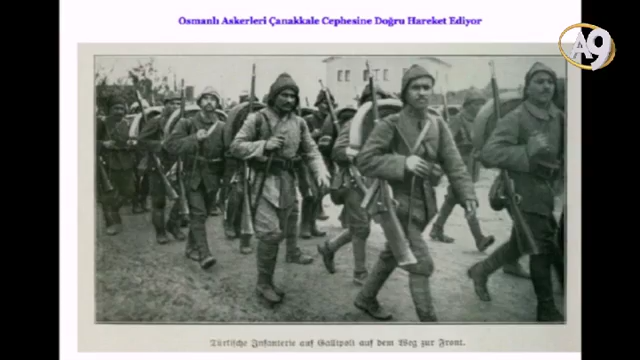 Osmanlı Askerleri Çanakkale Cephesine Doğru Hareket Ediyor
A9
Türkische Infanterie auf Gallipoli auf dem Weg zur Front.